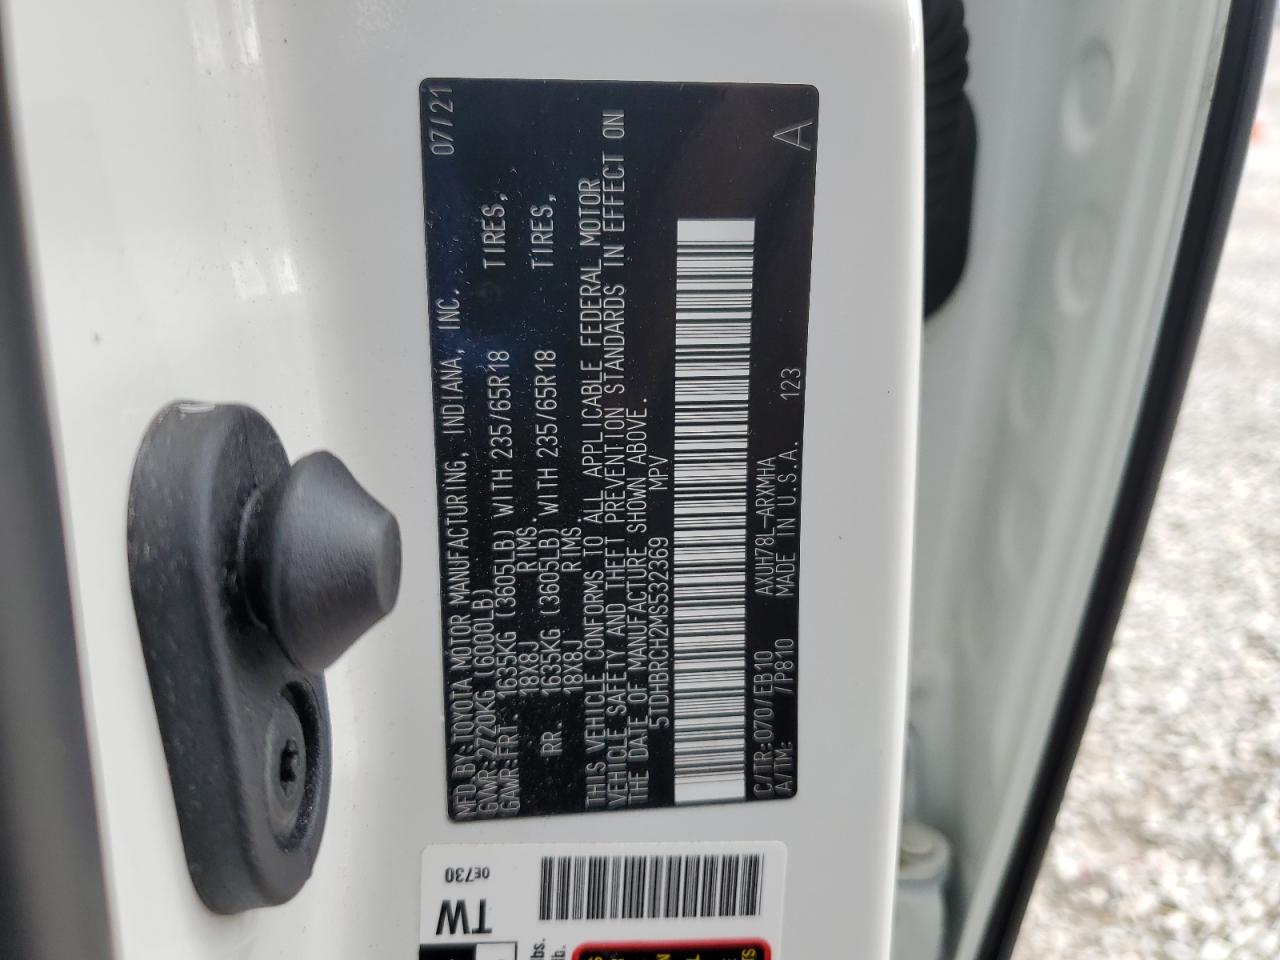 MFD.BY:TOYOTA MOTOR MANUFACTURING, INDIANA, INC. 07/21
GVWR:2720KG (6000LB)
GAWR:FRT. 1635KG (3605LB) WITH 235/65R18 TIRES,
18X8J RIMS.
RR. 1635KG (3605LB) WITH 235/65R18 TIRES,
18X8J RIMS.
THIS VEHICLE CONFORMS TO ALL APPLICABLE FEDERAL MOTOR
VEHICLE SAFETY AND THEFT PREVENTION STANDARDS IN EFFECT ON
THE DATE OF MANUFACTURE SHOWN ABOVE.
5TDHBRCH2MS532369 MPV
C/TR:070/EB10 AXUH78L-ARXMHA
A/TM: /P810 MADE IN U.S.A. 123 A
TW 0E730
bs.
lb.